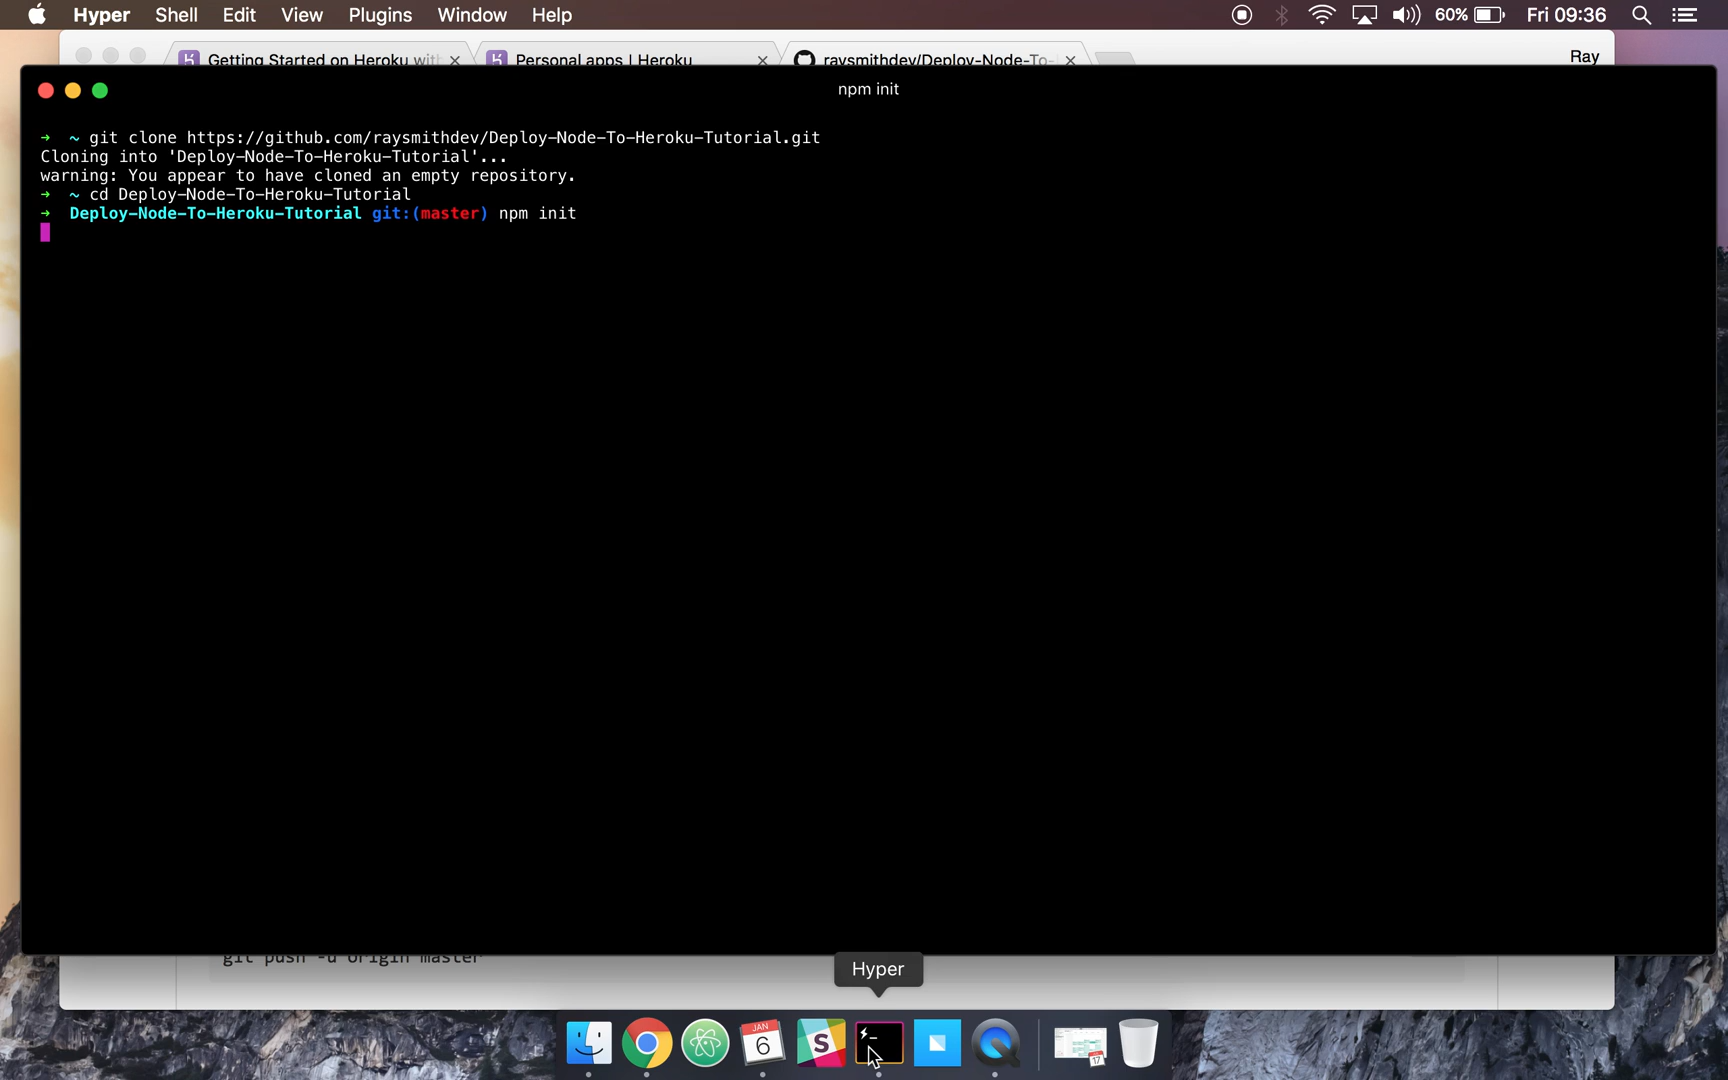 Hyper Shell Edit View Plugins Window Help 60% Fri 09:36
Getting Started on Heroku with Personal apps | Heroku raysmithdev/Deploy-Node-To- Ray
npm init
➜ ~ git clone https://github.com/raysmithdev/Deploy-Node-To-Heroku-Tutorial.git
Cloning into 'Deploy-Node-To-Heroku-Tutorial'...
warning: You appear to have cloned an empty repository.
➜ ~ cd Deploy-Node-To-Heroku-Tutorial
➜ Deploy-Node-To-Heroku-Tutorial git:(master) npm init
git push -u origin master
Hyper
JAN
6
17